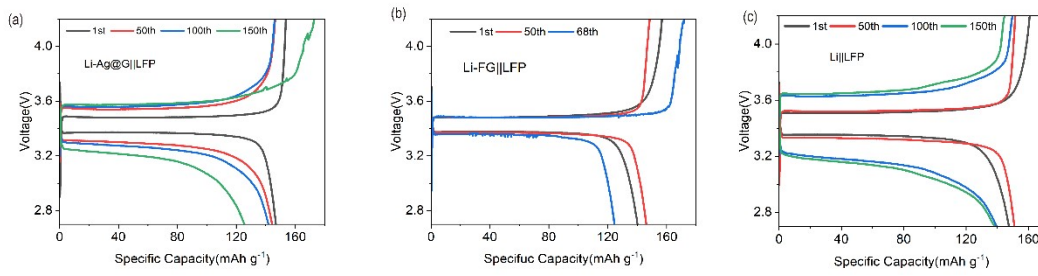 (a)
4.0
3.6
3.2
2.8
Voltage(V)
1st 50th 100th 150th
Li-Ag@G||LFP
0 40 80 120 160
Specific Capacity(mAh g⁻¹)
(b)
4.0
3.6
3.2
2.8
Voltage(V)
1st 50th 68th
Li-FG||LFP
0 40 80 120 160
Specifuc Capacity(mAh g⁻¹)
(c)
4.0
3.6
3.2
2.8
Voltage(V)
1st 50th 100th 150th
Li||LFP
0 40 80 120 160
Specific Capacity(mAh g⁻¹)